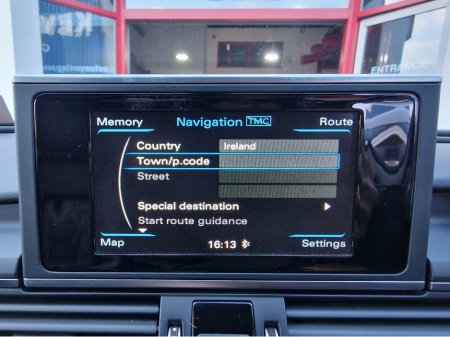 KEW
ENTRANCE
Memory Navigation TMC Route
Country Ireland
Town/p.code
Street
Special destination
Start route guidance
Map 16:13 Settings